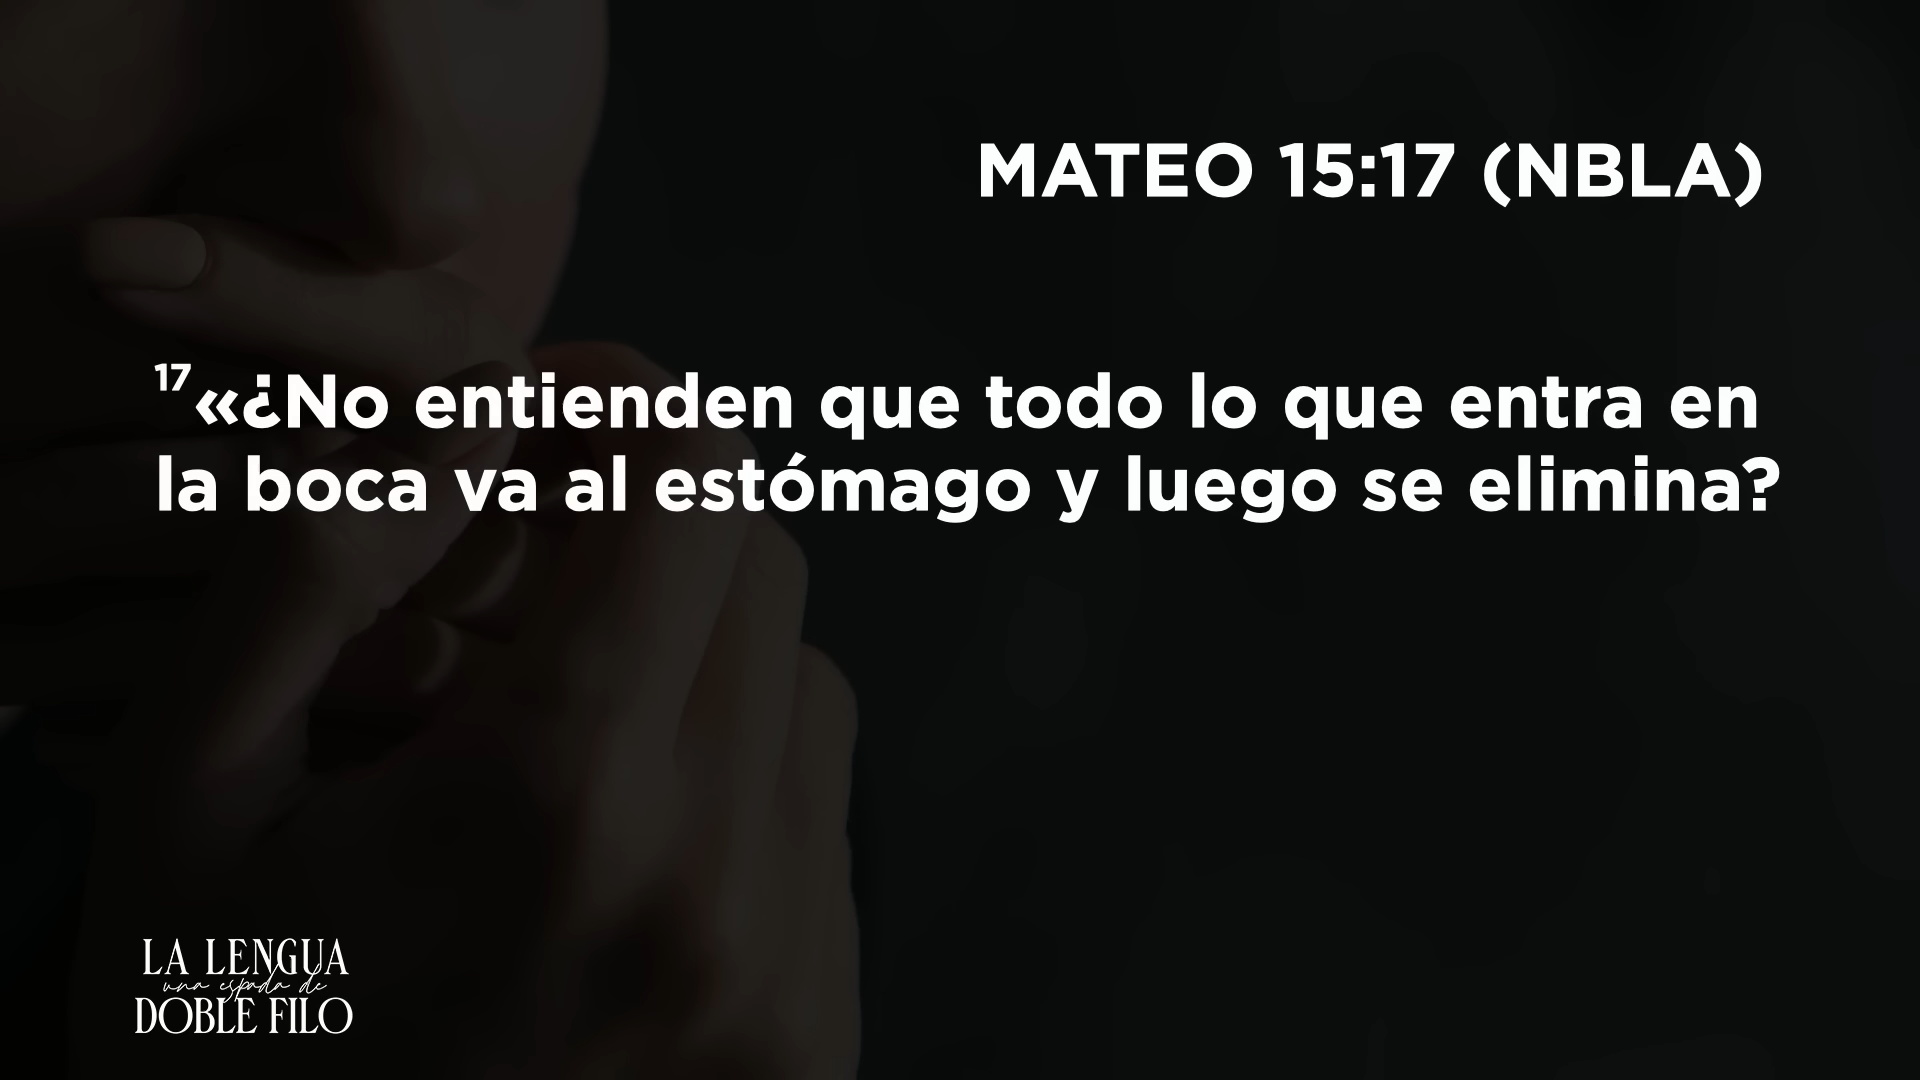 MATEO 15:17 (NBLA)
17«¿No entienden que todo lo que entra en
la boca va al estómago y luego se elimina?
LA LENGUA
una espada de
DOBLE FILO